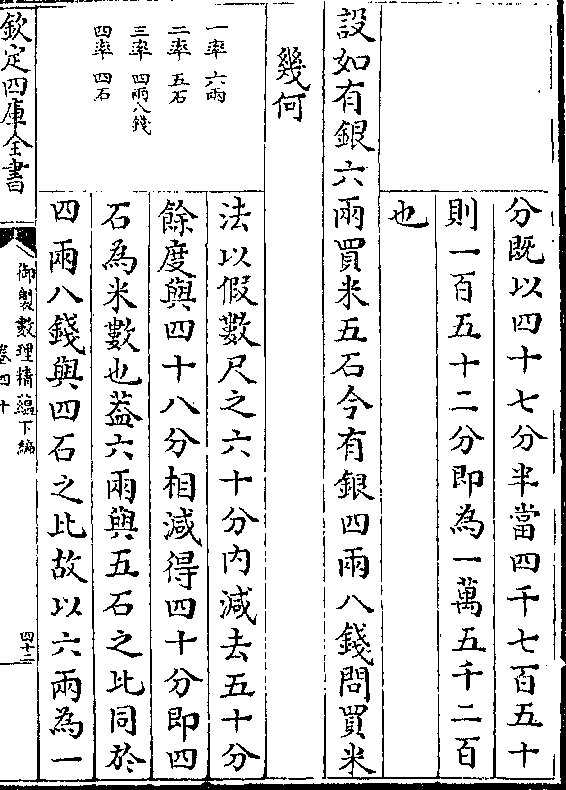 分既以四十七分半當四千七百五十
則一百五十二分即為一萬五千二百
也
設如有銀六兩買米五石今有銀四兩八錢問買米
幾何
一率 六兩
二率 五石
三率 四兩八錢
四率 四石
法以假數尺之六十分内減去五十分
餘度與四十八分相減得四十分即四
石為米數也葢六兩與五石之比同於
四兩八錢與四石之比故以六兩為一
欽定四庫全書
御製數理精蘊下編
卷四十
四十二